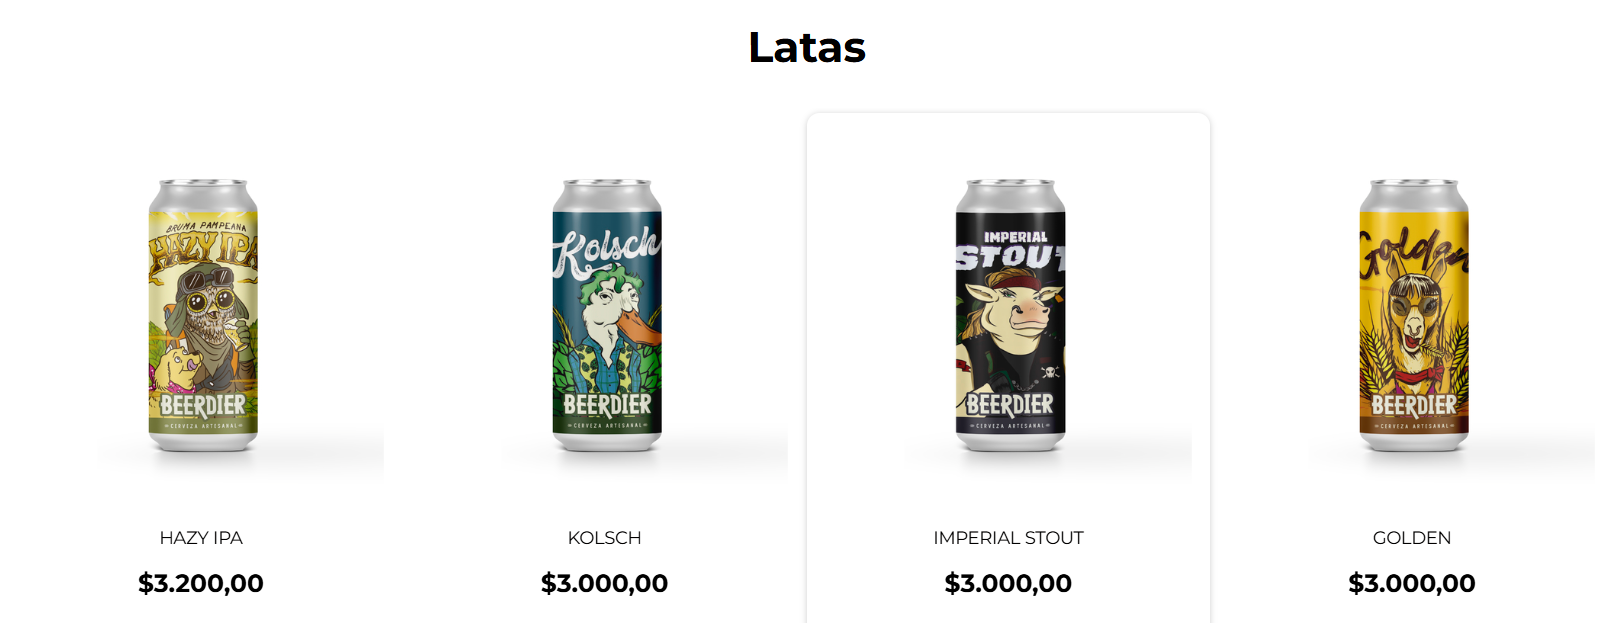 Latas
BRUMA PAMPEANA
HAZY IPA
BEERDIER
CERVEZA ARTESANAL
Kolsch
BEERDIER
CERVEZA ARTESANAL
IMPERIAL
STOUT
BEERDIER
CERVEZA ARTESANAL
Golden
BEERDIER
CERVEZA ARTESANAL
HAZY IPA
KOLSCH
IMPERIAL STOUT
GOLDEN
$3.200,00
$3.000,00
$3.000,00
$3.000,00